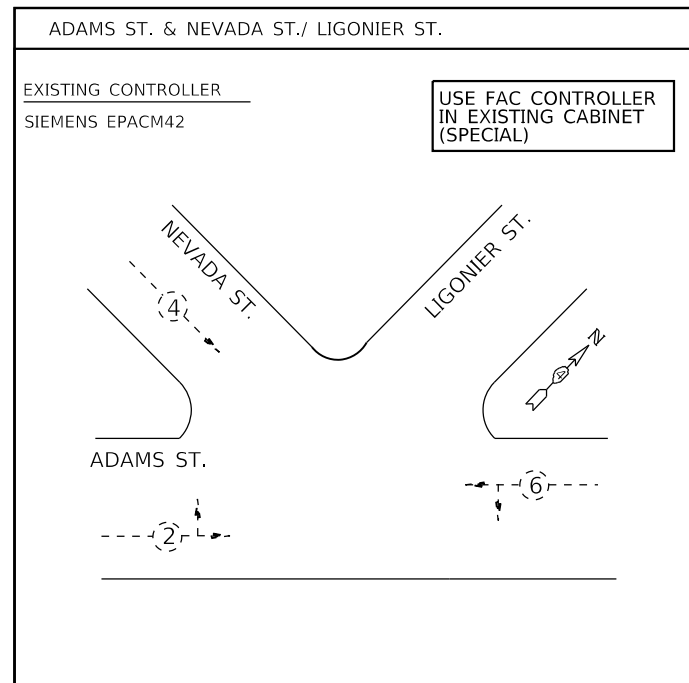 ADAMS ST. & NEVADA ST./ LIGONIER ST.
EXISTING CONTROLLER
SIEMENS EPACM42
USE FAC CONTROLLER
IN EXISTING CABINET
(SPECIAL)
NEVADA ST.
LIGONIER ST.
4
N
4
ADAMS ST.
2
6